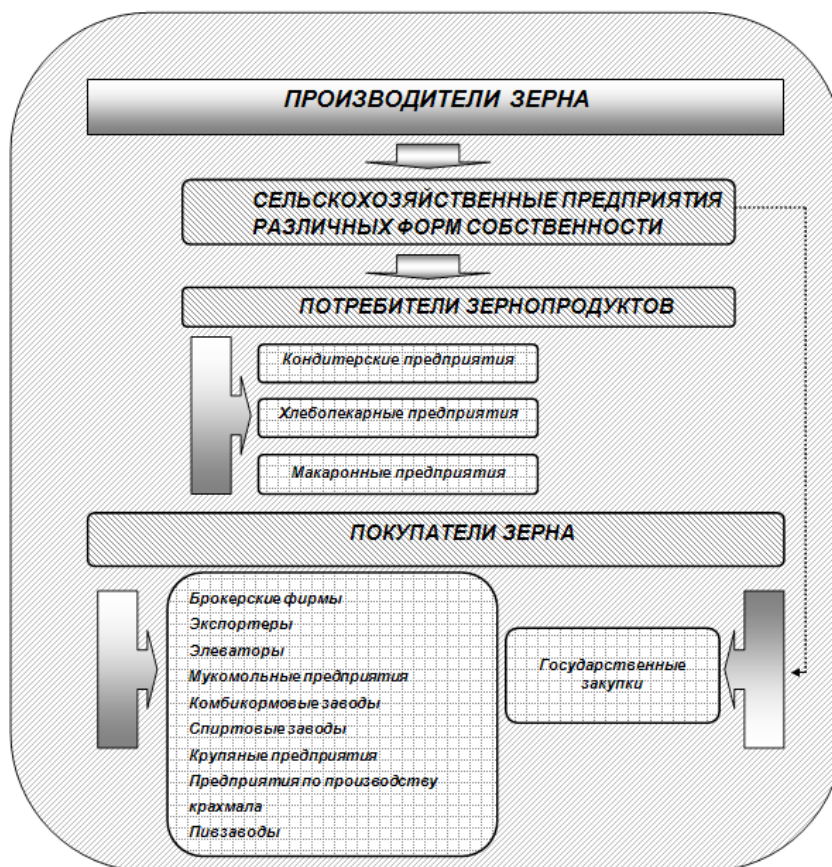 ПРОИЗВОДИТЕЛИ ЗЕРНА
СЕЛЬСКОХОЗЯЙСТВЕННЫЕ ПРЕДПРИЯТИЯ
РАЗЛИЧНЫХ ФОРМ СОБСТВЕННОСТИ
ПОТРЕБИТЕЛИ ЗЕРНОПРОДУКТОВ
Кондитерские предприятия
Хлебопекарные предприятия
Макаронные предприятия
ПОКУПАТЕЛИ ЗЕРНА
Брокерские фирмы
Экспортеры
Элеваторы
Мукомольные предприятия
Комбикормовые заводы
Спиртовые заводы
Крупяные предприятия
Предприятия по производству
крахмала
Пивзаводы
Государственные
закупки